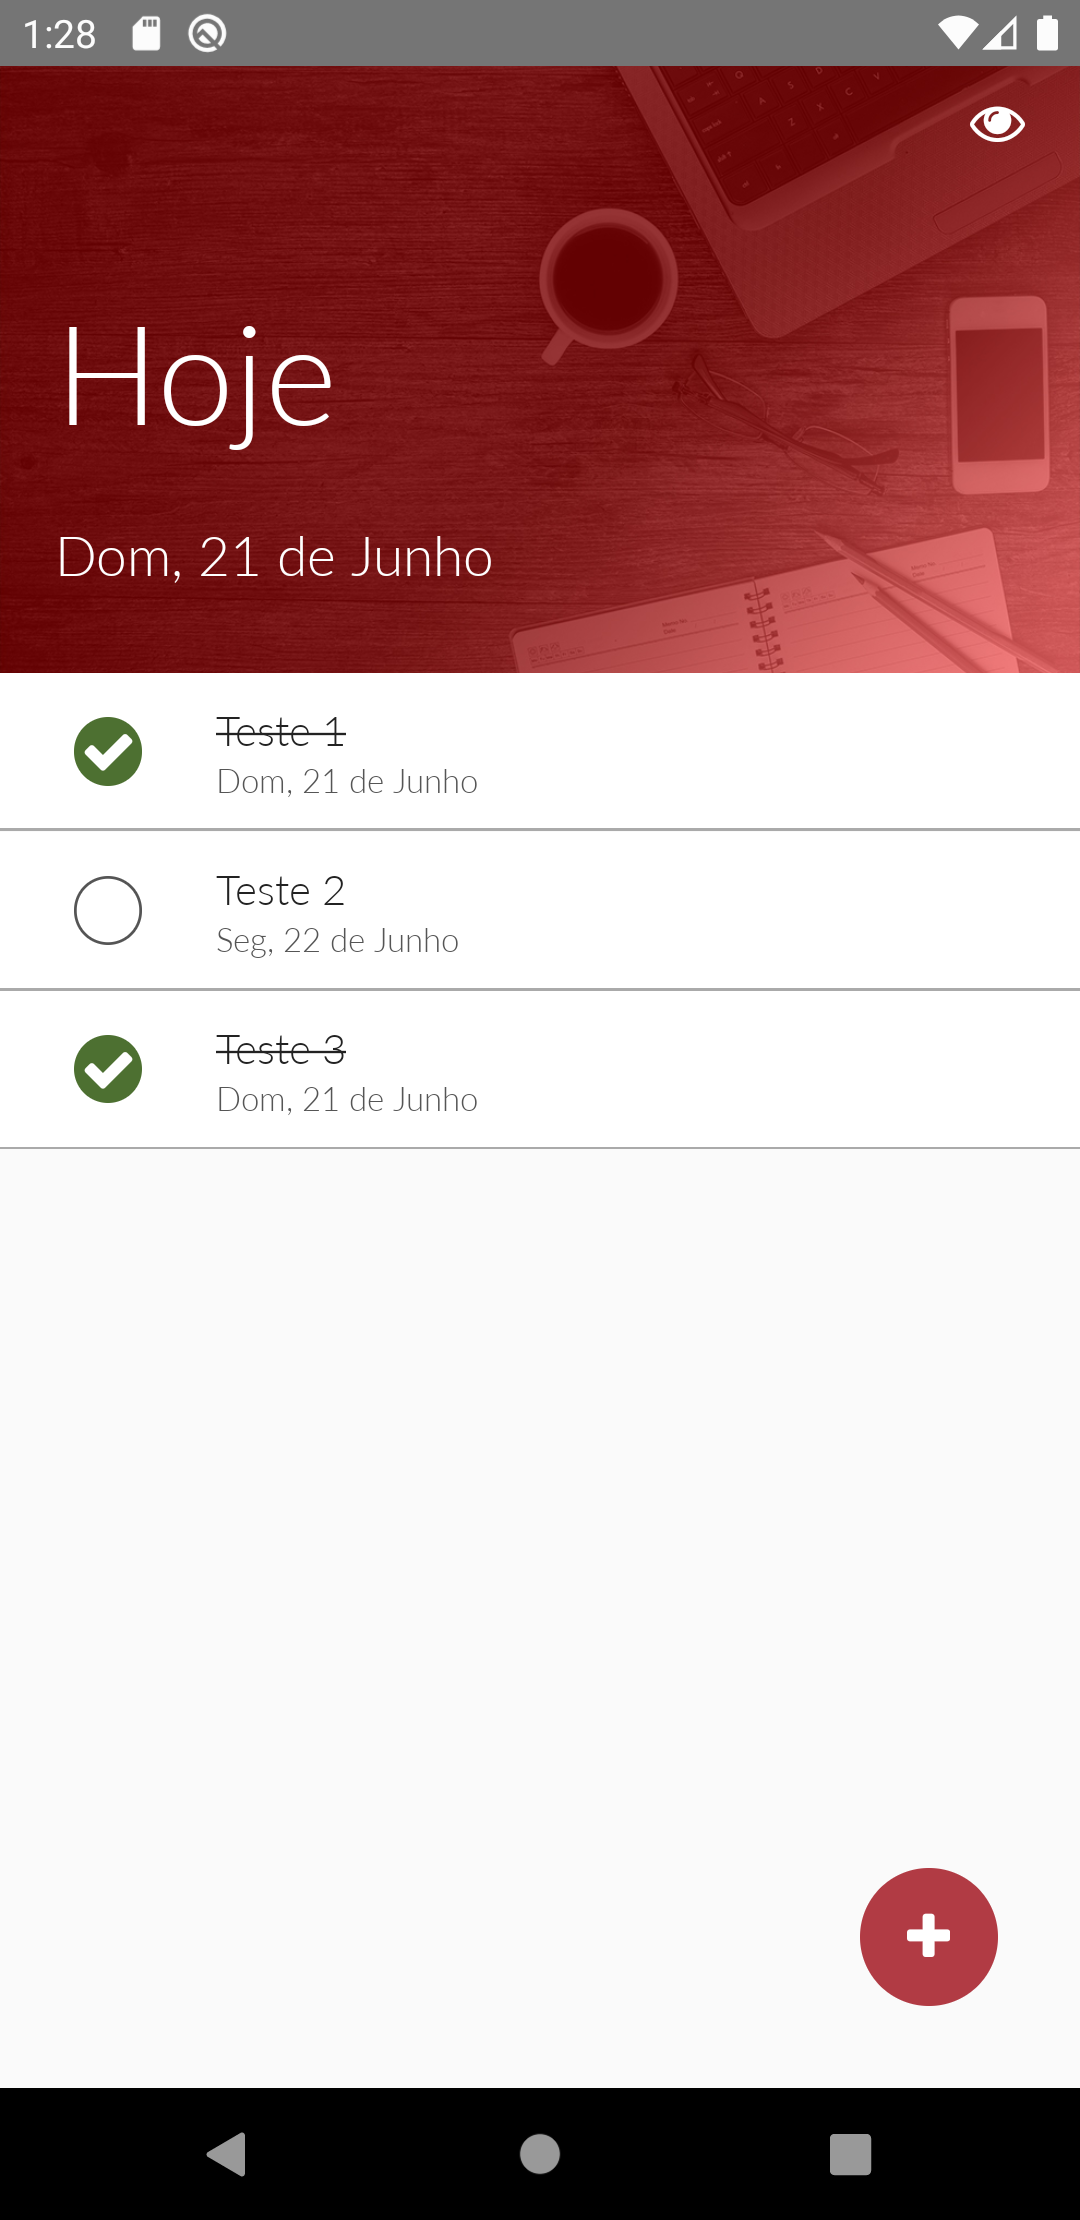 1:28
Hoje
Dom, 21 de Junho
Teste 1
Dom, 21 de Junho
Teste 2
Seg, 22 de Junho
Teste 3
Dom, 21 de Junho